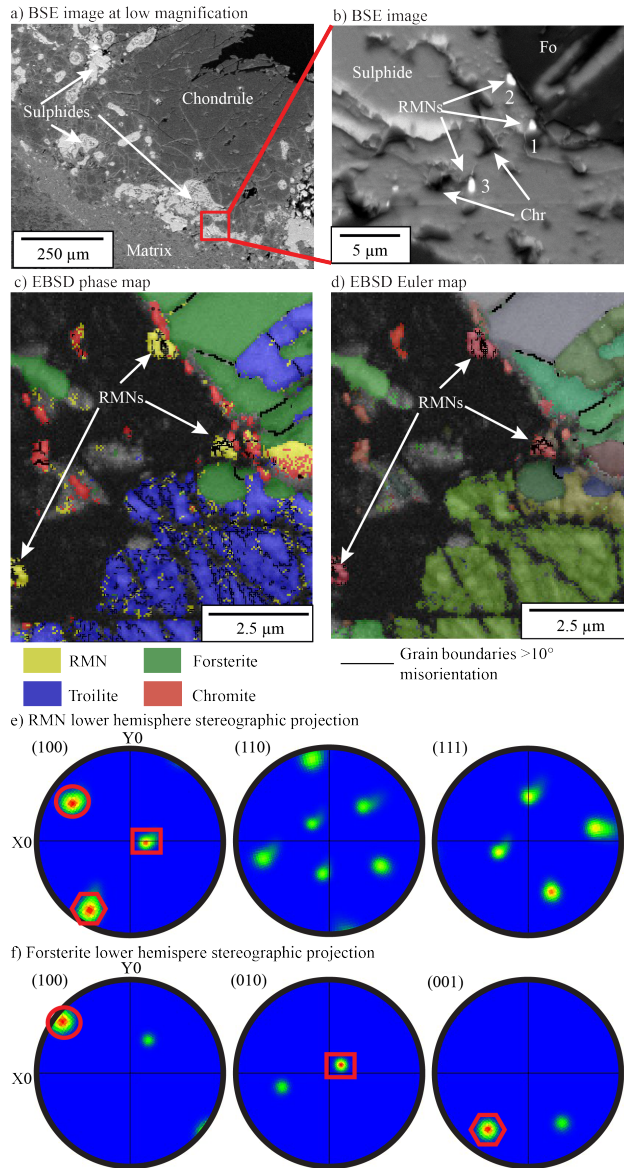 a) BSE image at low magnification
b) BSE image
Sulphides
Chondrule
Matrix
250 µm
Fo
Sulphide
RMNs
2
1
3
Chr
5 µm
c) EBSD phase map
d) EBSD Euler map
RMNs
RMNs
2.5 µm
2.5 µm
RMN
Forsterite
Troilite
Chromite
Grain boundaries >10°
misorientation
e) RMN lower hemisphere stereographic projection
(100)
Y0
(110)
(111)
X0
f) Forsterite lower hemispere stereographic projection
(100)
Y0
(010)
(001)
X0